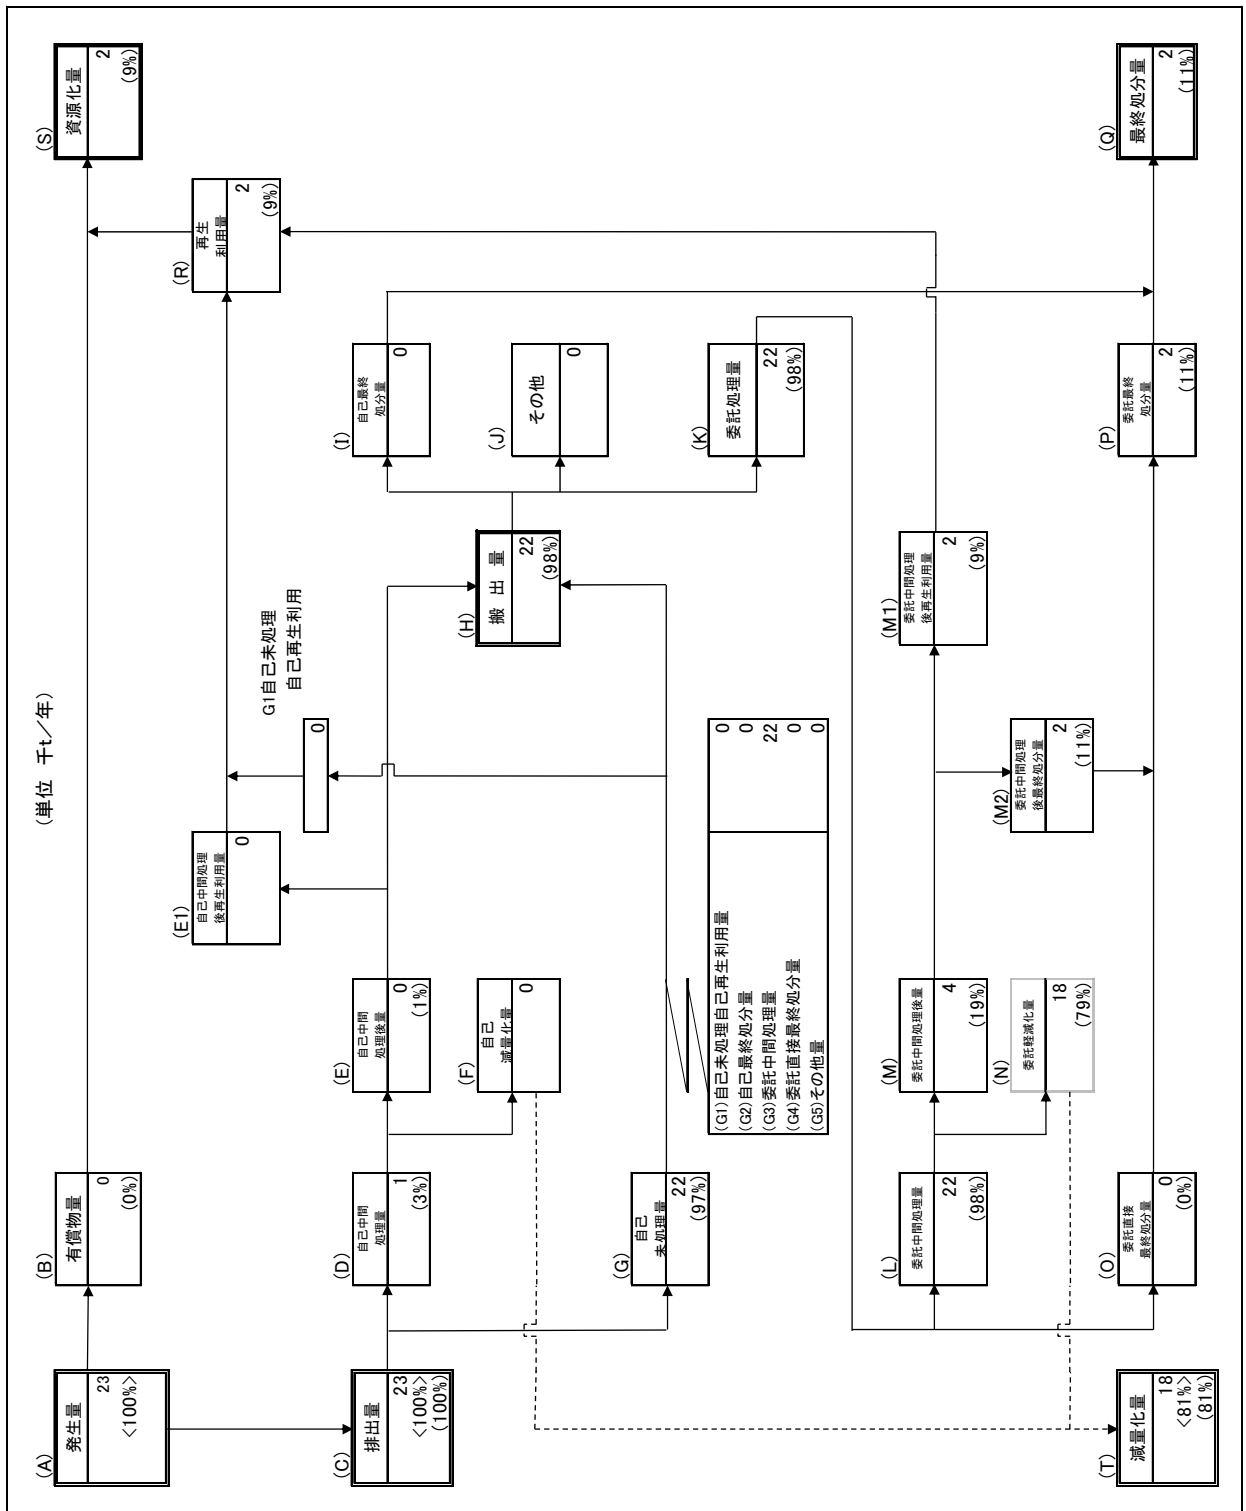 (単位 千t／年)
(A)
発生量
23
<100%>
(B)
有償物量
0
(0%)
(S)
資源化量
2
(9%)
(E1)
自己中間処理
後再生利用量
0
G1自己未処理
自己再生利用
0
(R)
再生
利用量
2
(9%)
(C)
排出量
23
<100%>
(100%)
(D)
自己中間
処理量
1
(3%)
(E)
自己中間
処理後量
0
(1%)
(F)
自己
減量化量
0
(G)
自己
未処理量
22
(97%)
(G1)自己未処理自己再生利用量 0
(G2)自己最終処分量 0
(G3)委託中間処理量 22
(G4)委託直接最終処分量 0
(G5)その他量 0
(H)
搬出量
22
(98%)
(I)
自己最終
処分量
0
(J)
その他
0
(K)
委託処理量
22
(98%)
(L)
委託中間処理量
22
(98%)
(M)
委託中間処理後量
4
(19%)
(N)
委託軽減化量
18
(79%)
(M1)
委託中間処理
後再生利用量
2
(9%)
(M2)
委託中間処理
後最終処分量
2
(11%)
(O)
委託直接
最終処分量
0
(0%)
(P)
委託最終
処分量
2
(11%)
(Q)
最終処分量
2
(11%)
(T)
減量化量
18
<81%>
(81%)